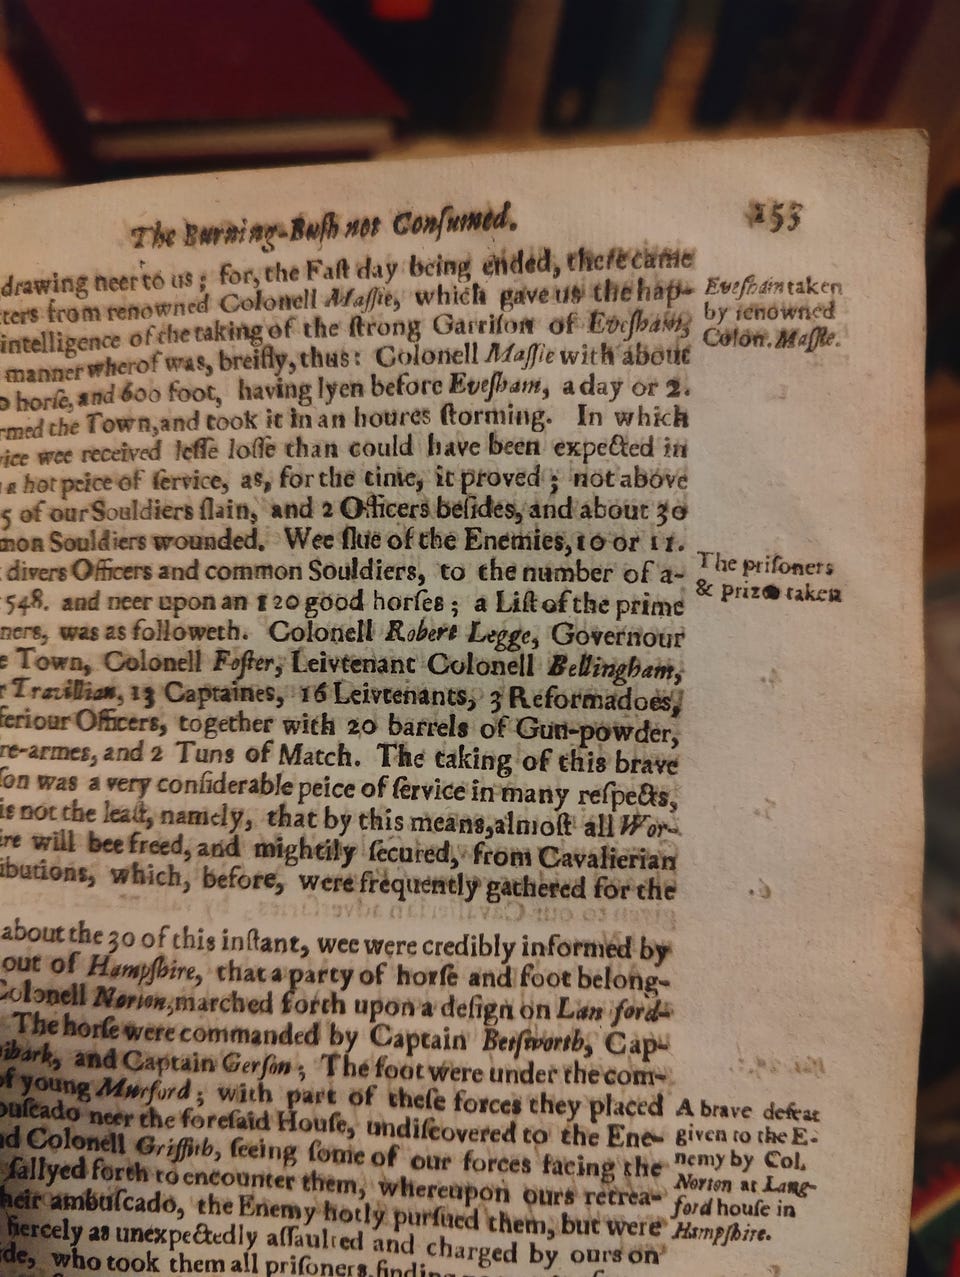 The Burning-Buſh not Conſumed.
153
drawing neer to us; for, the Faſt day being ended, there came
ters from renowned Colonell Maſſie, which gave us the hap-
intelligence of the taking of the ſtrong Garriſon of Eveſham,
manner wherof was, breifly, thus: Colonell Maſſie with about
horſe, and 600 foot, having lyen before Eveſham, a day or 2.
rmed the Town, and took it in an houres ſtorming. In which
ice wee received leſſe loſſe than could have been expected in
a hot peice of ſervice, as, for the time, it proved; not above
5 of our Souldiers ſlain, and 2 Officers beſides, and about 30
mon Souldiers wounded. Wee ſlue of the Enemies, 10 or 11.
divers Officers and common Souldiers, to the number of a-
548. and neer upon an 120 good horſes; a Liſt of the prime
ners, was as followeth. Colonell Robert Legge, Governour
e Town, Colonell Foſter, Leivtenant Colonell Bellingham,
r Trazillian, 13 Captaines, 16 Leivtenants, 3 Reformadoes,
feriour Officers, together with 20 barrels of Gun-powder,
re-armes, and 2 Tuns of Match. The taking of this brave
ſon was a very conſiderable peice of ſervice in many reſpects,
is not the leaſt, namely, that by this means, almoſt all Wor-
ire will bee freed, and mightily ſecured, from Cavalierian
ibutions, which, before, were frequently gathered for the
about the 30 of this inſtant, wee were credibly informed by
out of Hampſhire, that a party of horſe and foot belong-
Colonell Norton, marched forth upon a deſign on Lan ford-
The horſe were commanded by Captain Betſworth, Cap-
, and Captain Gerſon; The foot were under the com-
of young Murford; with part of theſe forces they placed
buſcado neer the foreſaid Houſe, undiſcovered to the Ene-
nd Colonell Griffith, ſeeing ſome of our forces facing the
ſallyed forth to encounter them, whereupon ours retrea-
heir ambuſcado, the Enemy hotly purſued them, but were
fiercely as unexpectedly aſſaulted and charged by ours on
de, who took them all priſoners,
Eveſham taken
by renowned
Colon. Maſſie.
The priſoners
& prize taken
A brave defeat
given to the E-
nemy by Col.
Norton at Lang-
ford houſe in
Hampſhire.